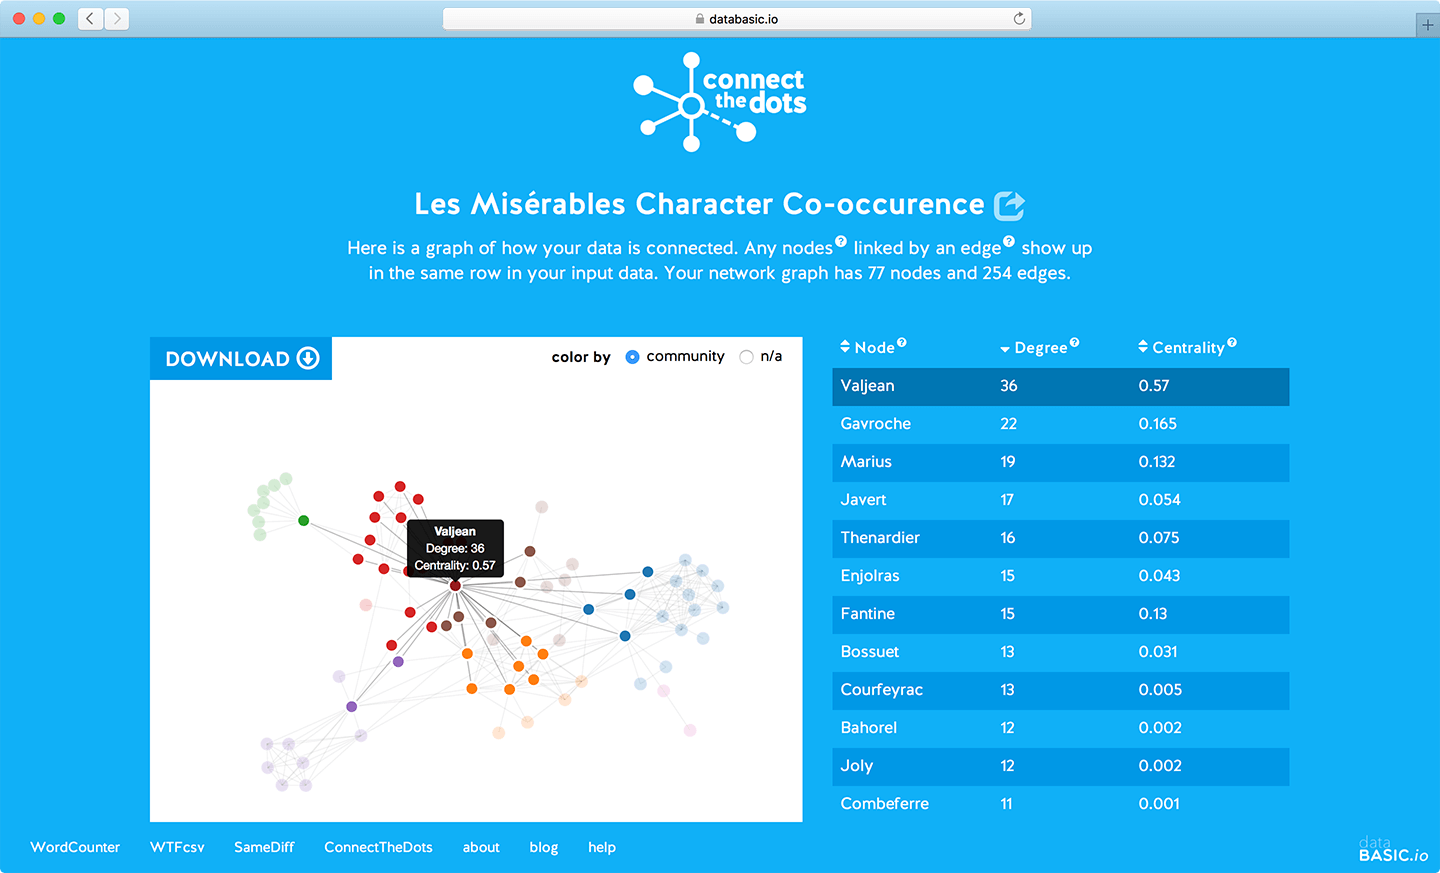 databasic.io
connect
the dots
Les Misérables Character Co-occurence
Here is a graph of how your data is connected. Any nodes? linked by an edge? show up
in the same row in your input data. Your network graph has 77 nodes and 254 edges.
DOWNLOAD
color by community n/a
Valjean
Degree: 36
Centrality: 0.57
Node? Degree? Centrality?
Valjean 36 0.57
Gavroche 22 0.165
Marius 19 0.132
Javert 17 0.054
Thenardier 16 0.075
Enjolras 15 0.043
Fantine 15 0.13
Bossuet 13 0.031
Courfeyrac 13 0.005
Bahorel 12 0.002
Joly 12 0.002
Combeferre 11 0.001
WordCounter WTFcsv SameDiff ConnectTheDots about blog help
data
BASIC.io